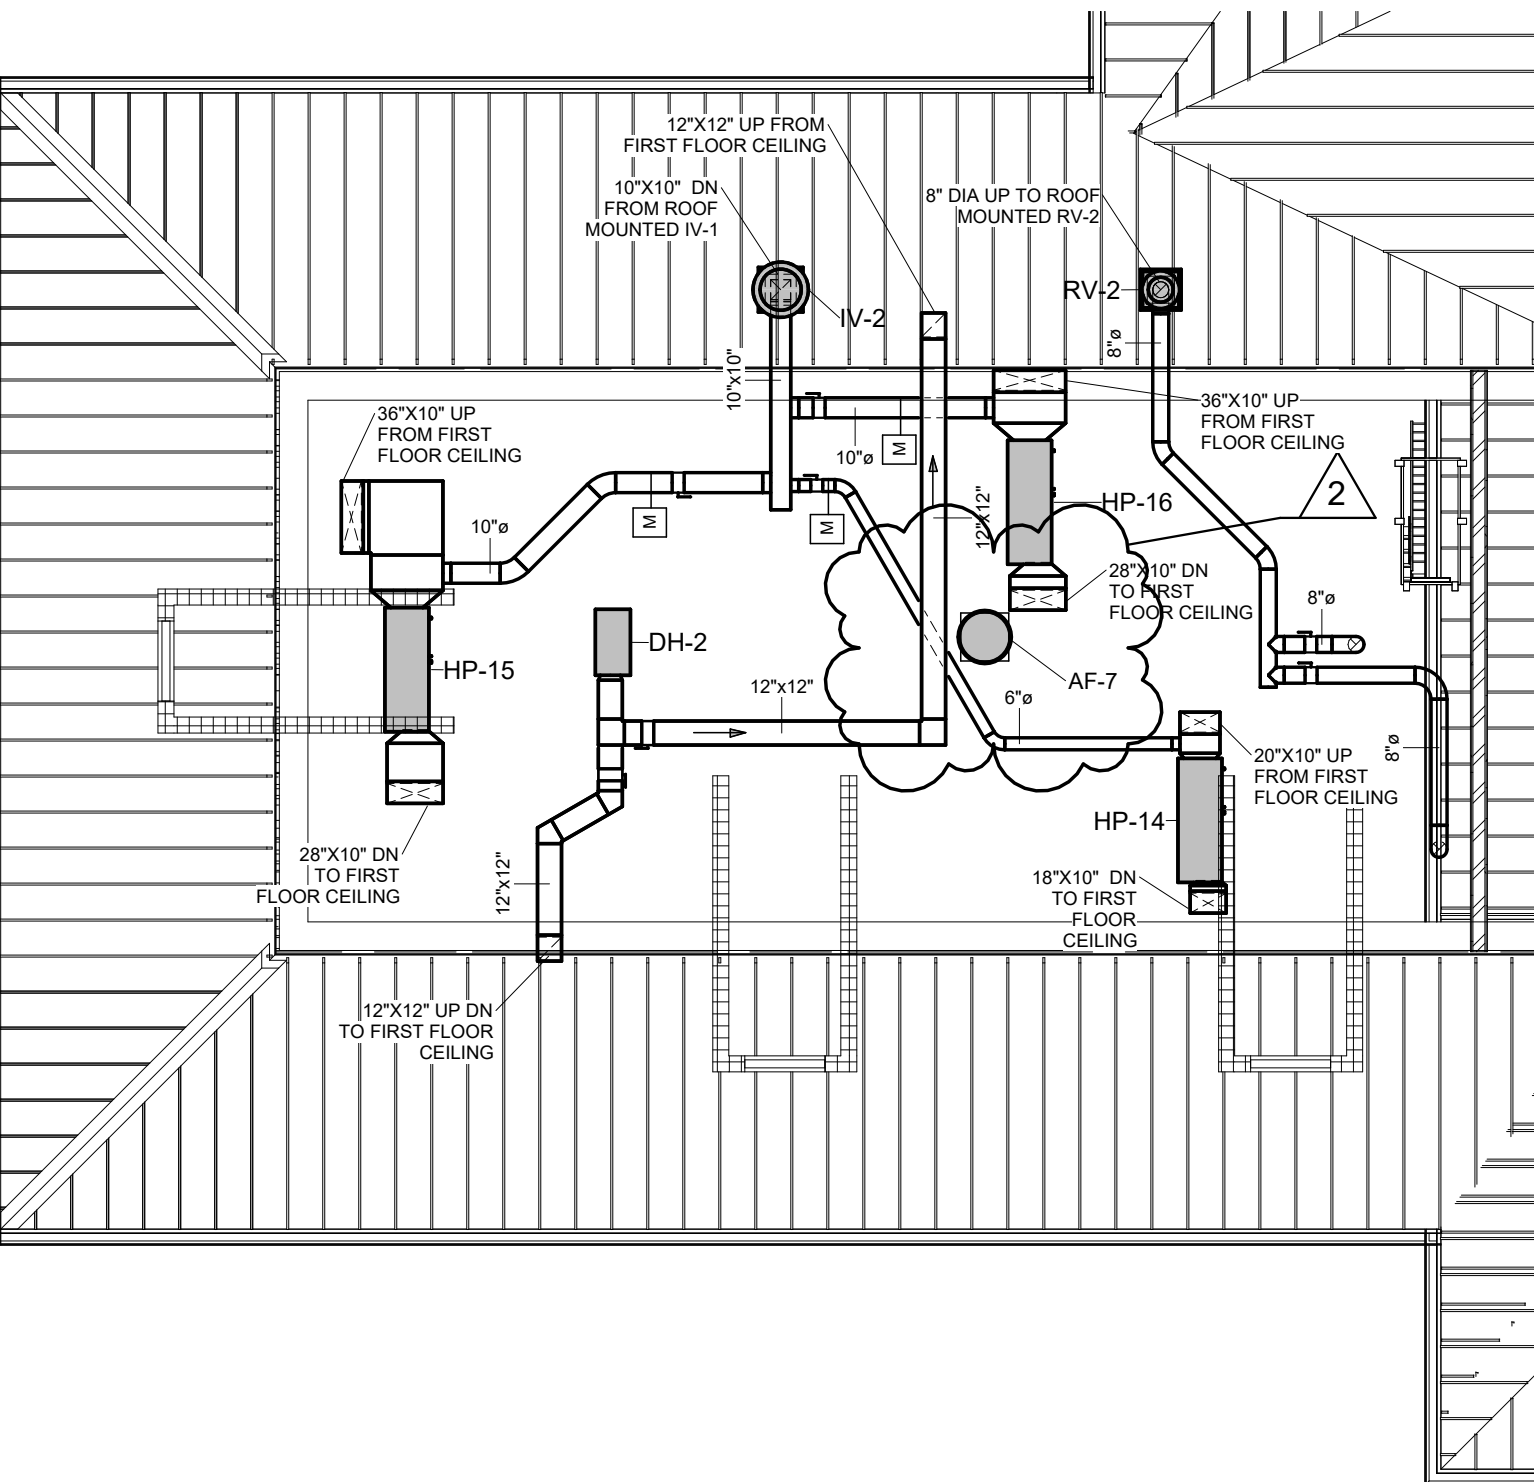 12"X12" UP FROM
FIRST FLOOR CEILING
10"X10" DN
FROM ROOF
MOUNTED IV-1
8" DIA UP TO ROOF
MOUNTED RV-2
RV-2
IV-2
8"ø
10"x10"
36"X10" UP
FROM FIRST
FLOOR CEILING
36"X10" UP
FROM FIRST
FLOOR CEILING
10"ø
M
2
HP-16
12"X12"
10"ø
M
M
28"X10" DN
TO FIRST
FLOOR CEILING
8"ø
DH-2
HP-15
AF-7
12"x12"
6"ø
8"ø
20"X10" UP
FROM FIRST
FLOOR CEILING
HP-14
28"X10" DN
TO FIRST
FLOOR CEILING
12"x12"
18"X10" DN
TO FIRST
FLOOR
CEILING
12"X12" UP DN
TO FIRST FLOOR
CEILING